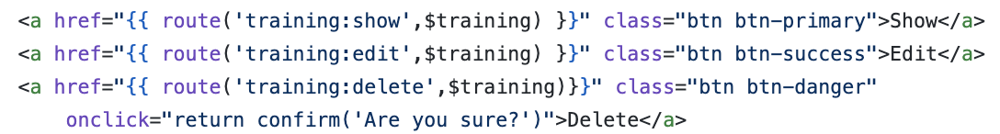 <a href="{{ route('training:show',$training) }}" class="btn btn-primary">Show</a>
<a href="{{ route('training:edit',$training) }}" class="btn btn-success">Edit</a>
<a href="{{ route('training:delete',$training)}}" class="btn btn-danger"
    onclick="return confirm('Are you sure?')">Delete</a>